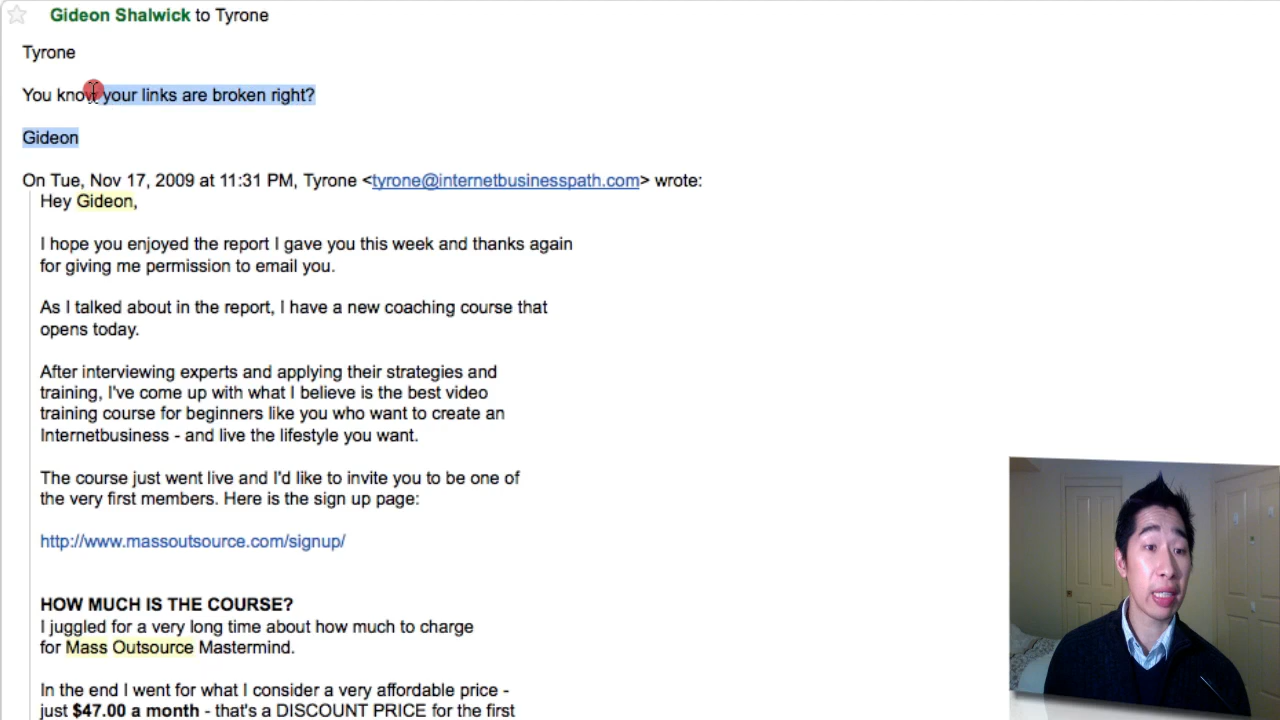 Gideon Shalwick to Tyrone
Tyrone
You know your links are broken right?
Gideon
On Tue, Nov 17, 2009 at 11:31 PM, Tyrone <tyrone@internetbusinesspath.com> wrote:
Hey Gideon,
I hope you enjoyed the report I gave you this week and thanks again
for giving me permission to email you.
As I talked about in the report, I have a new coaching course that
opens today.
After interviewing experts and applying their strategies and
training, I've come up with what I believe is the best video
training course for beginners like you who want to create an
Internetbusiness - and live the lifestyle you want.
The course just went live and I'd like to invite you to be one of
the very first members. Here is the sign up page:
http://www.massoutsource.com/signup/
HOW MUCH IS THE COURSE?
I juggled for a very long time about how much to charge
for Mass Outsource Mastermind.
In the end I went for what I consider a very affordable price -
just $47.00 a month - that's a DISCOUNT PRICE for the first